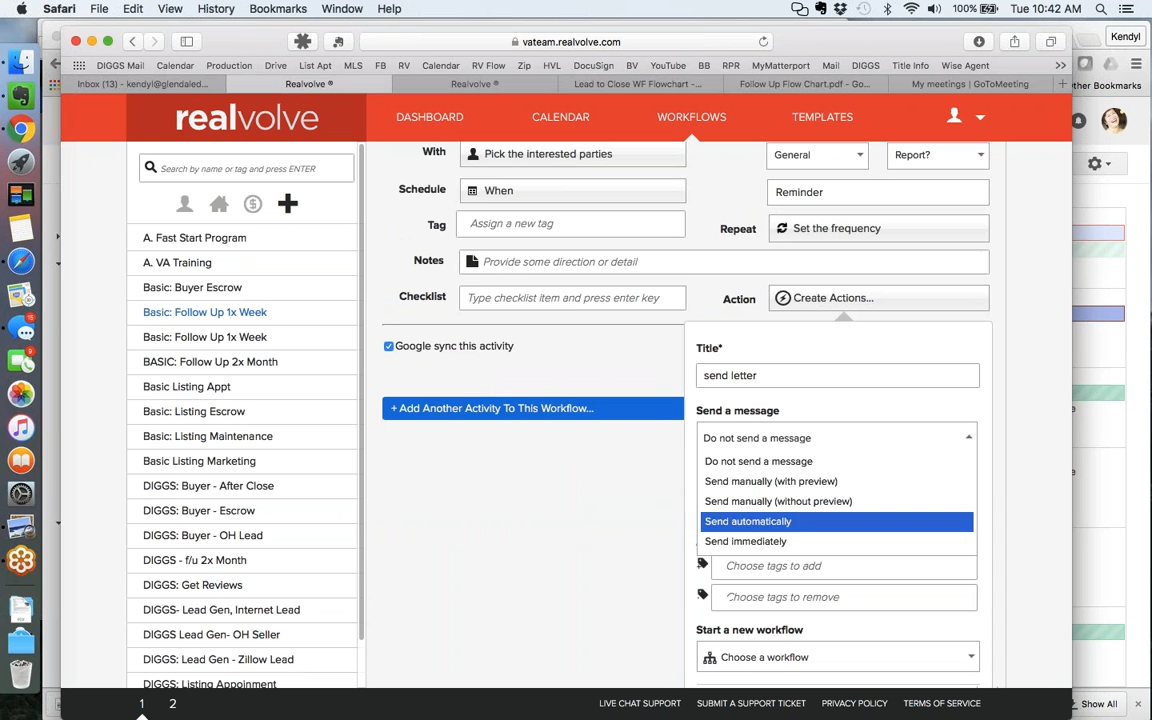 Safari File Edit View History Bookmarks Window Help 100% Tue 10:42 AM
vateam.realvolve.com Kendyl
DIGGS Mail Calendar Production Drive List Apt MLS FB RV Calendar RV Flow Zip HVL DocuSign BV YouTube BB RPR MyMatterport Mail DIGGS Title Info Wise Agent >>
Inbox (13) - kendyl@glendaled... Realvolve ® Realvolve ® Lead to Close WF Flowchart -... Follow Up Flow Chart.pdf - Go... My meetings | GoToMeeting +
ther Bookmarks
realvolve DASHBOARD CALENDAR WORKFLOWS TEMPLATES
Search by name or tag and press ENTER
A. Fast Start Program
A. VA Training
Basic: Buyer Escrow
Basic: Follow Up 1x Week
Basic: Follow Up 1x Week
BASIC: Follow Up 2x Month
Basic Listing Appt
Basic: Listing Escrow
Basic: Listing Maintenance
Basic Listing Marketing
DIGGS: Buyer - After Close
DIGGS: Buyer - Escrow
DIGGS: Buyer - OH Lead
DIGGS - f/u 2x Month
DIGGS: Get Reviews
DIGGS- Lead Gen, Internet Lead
DIGGS Lead Gen- OH Seller
DIGGS: Lead Gen - Zillow Lead
DIGGS: Listing Appoinment
With Pick the interested parties General Report?
Schedule When Reminder
Tag Assign a new tag Repeat Set the frequency
Notes Provide some direction or detail
Checklist Type checklist item and press enter key Action Create Actions...
Google sync this activity
+ Add Another Activity To This Workflow...
Title*
send letter
Send a message
Do not send a message
Do not send a message
Send manually (with preview)
Send manually (without preview)
Send automatically
Send immediately
Choose tags to add
Choose tags to remove
Start a new workflow
Choose a workflow
1 2 LIVE CHAT SUPPORT SUBMIT A SUPPORT TICKET PRIVACY POLICY TERMS OF SERVICE
Show All